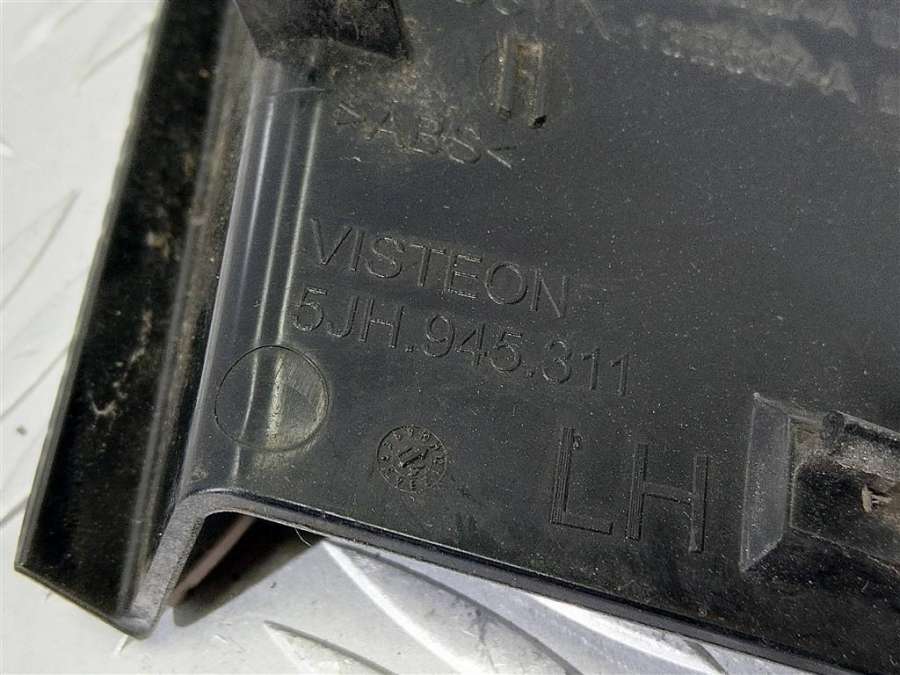 >ABS<
VISTEON
5JH.945.311
LH